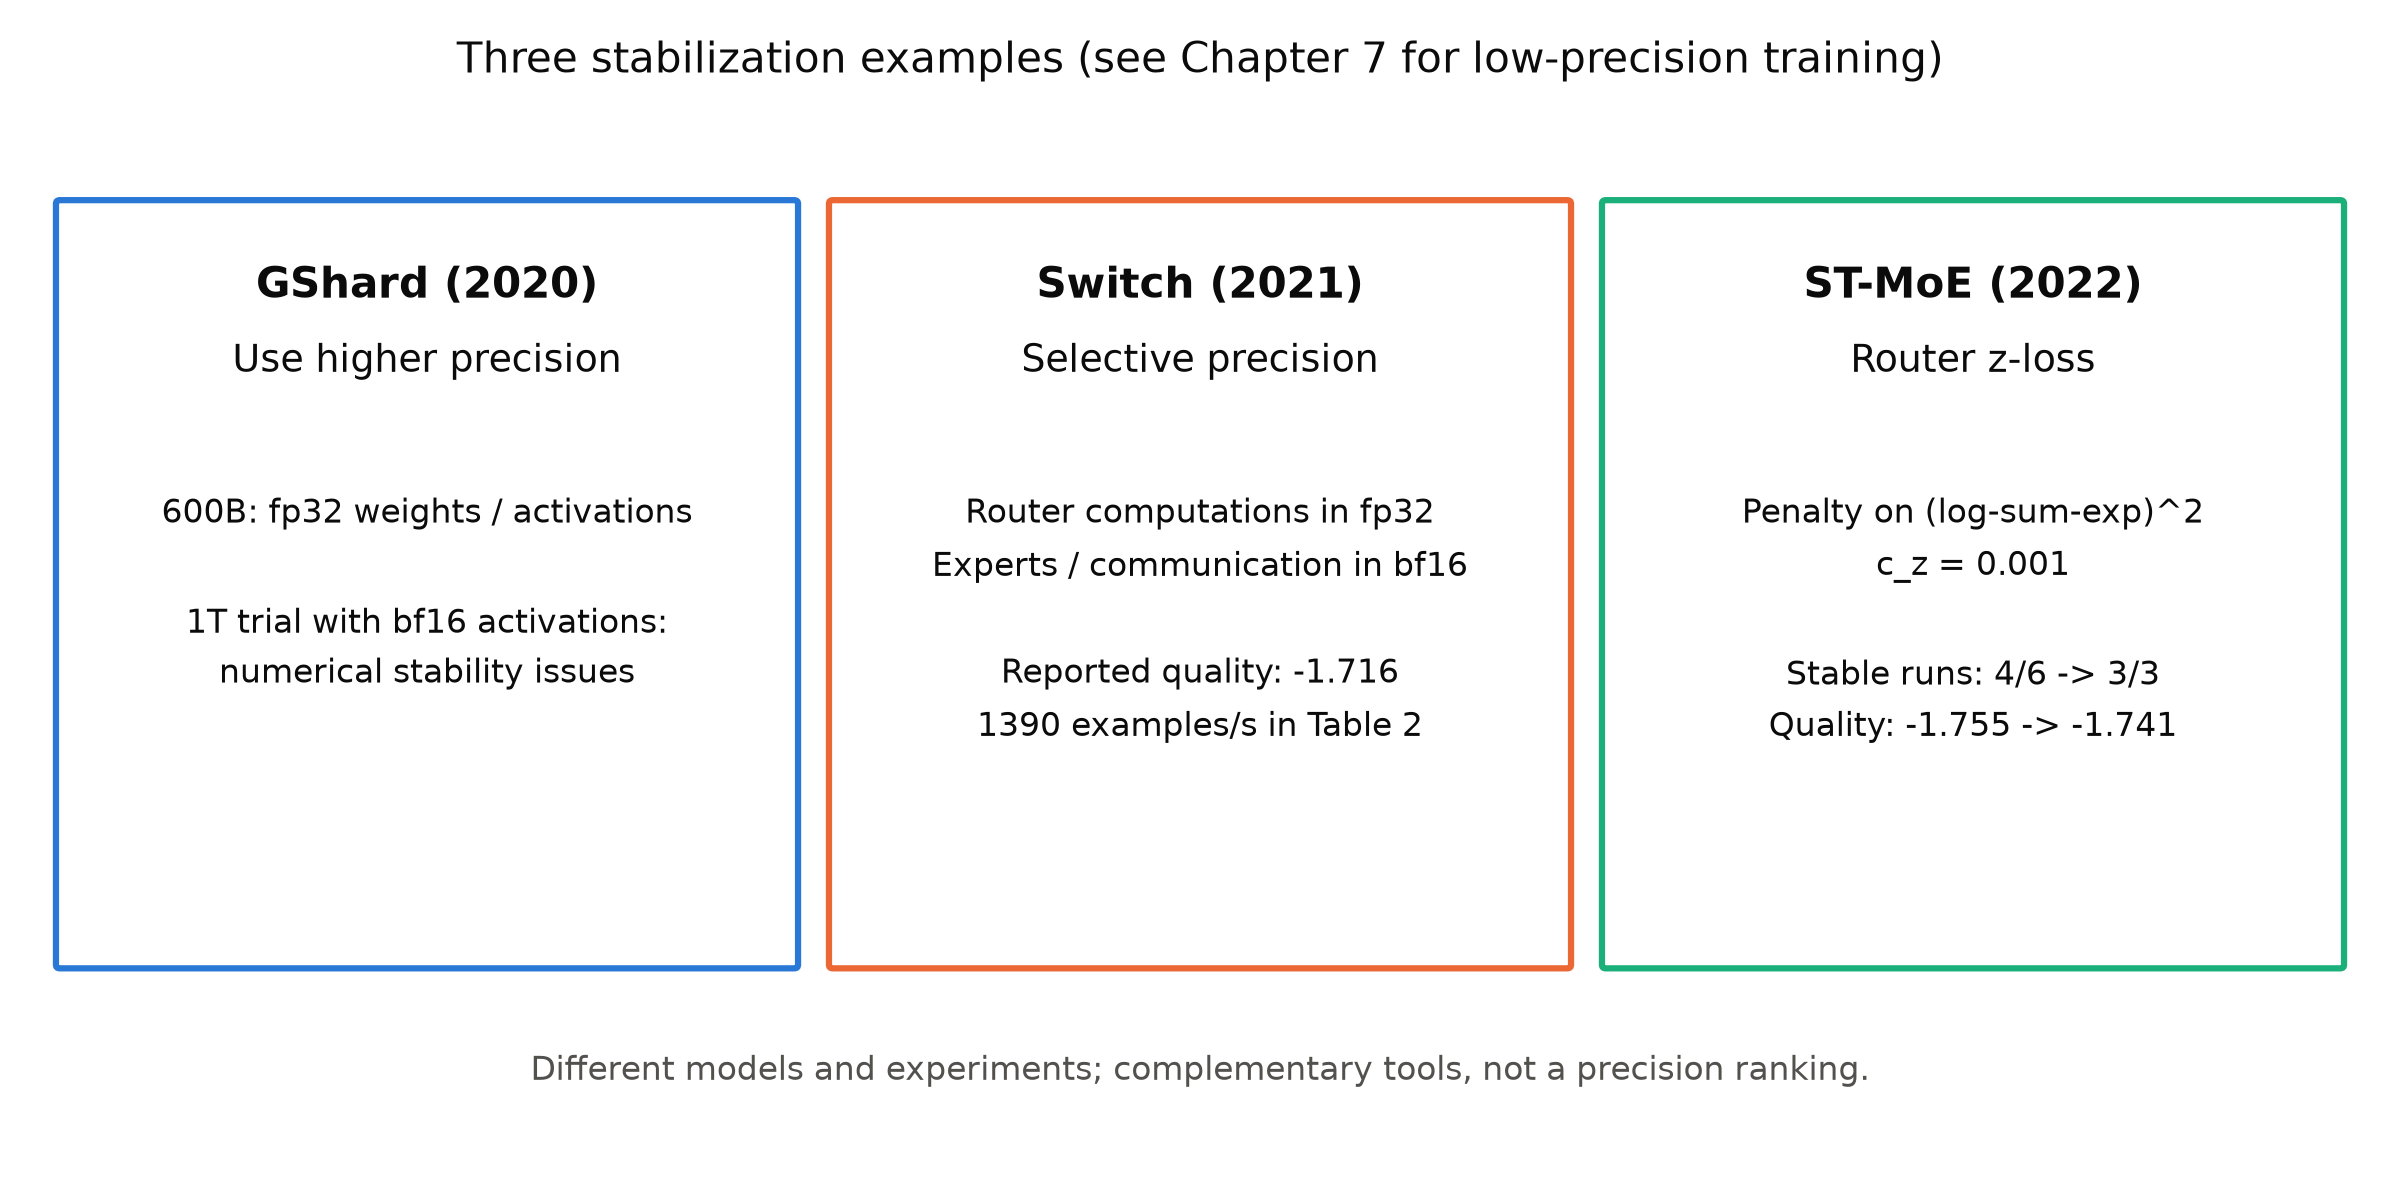 Three stabilization examples (see Chapter 7 for low-precision training)
GShard (2020)
Use higher precision
600B: fp32 weights / activations
1T trial with bf16 activations:
numerical stability issues
Switch (2021)
Selective precision
Router computations in fp32
Experts / communication in bf16
Reported quality: -1.716
1390 examples/s in Table 2
ST-MoE (2022)
Router z-loss
Penalty on (log-sum-exp)^2
c_z = 0.001
Stable runs: 4/6 -> 3/3
Quality: -1.755 -> -1.741
Different models and experiments; complementary tools, not a precision ranking.